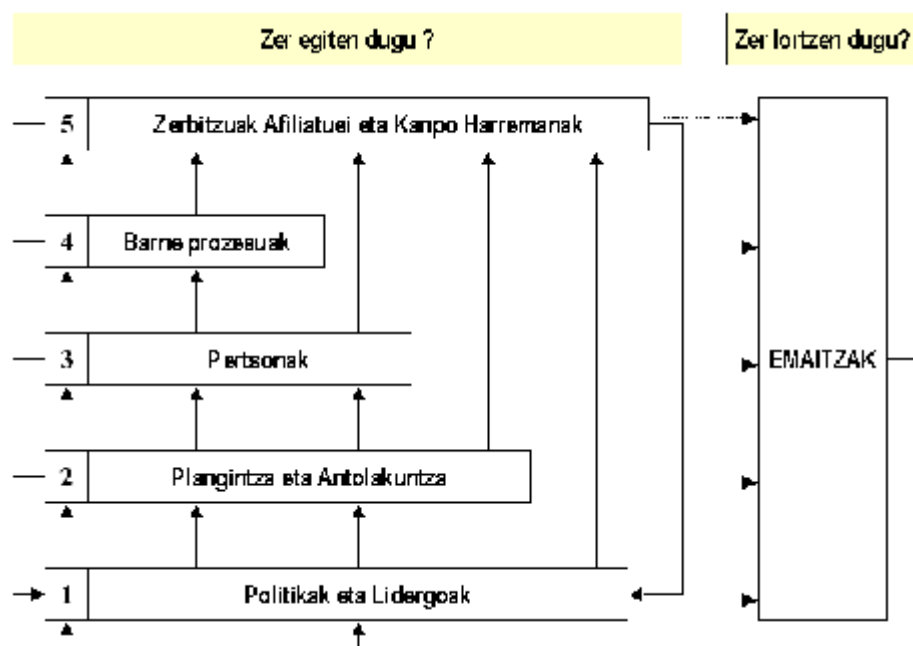 Zer egiten dugu ?
Zer lortzen dugu?
5 Zerbitzuak Afiliatuei eta Kanpo Harremanak
4 Barne prozesuak
3 Pertsonak
EMAITZAK
2 Plangintza eta Antolakuntza
1 Politikak eta Lidergoak